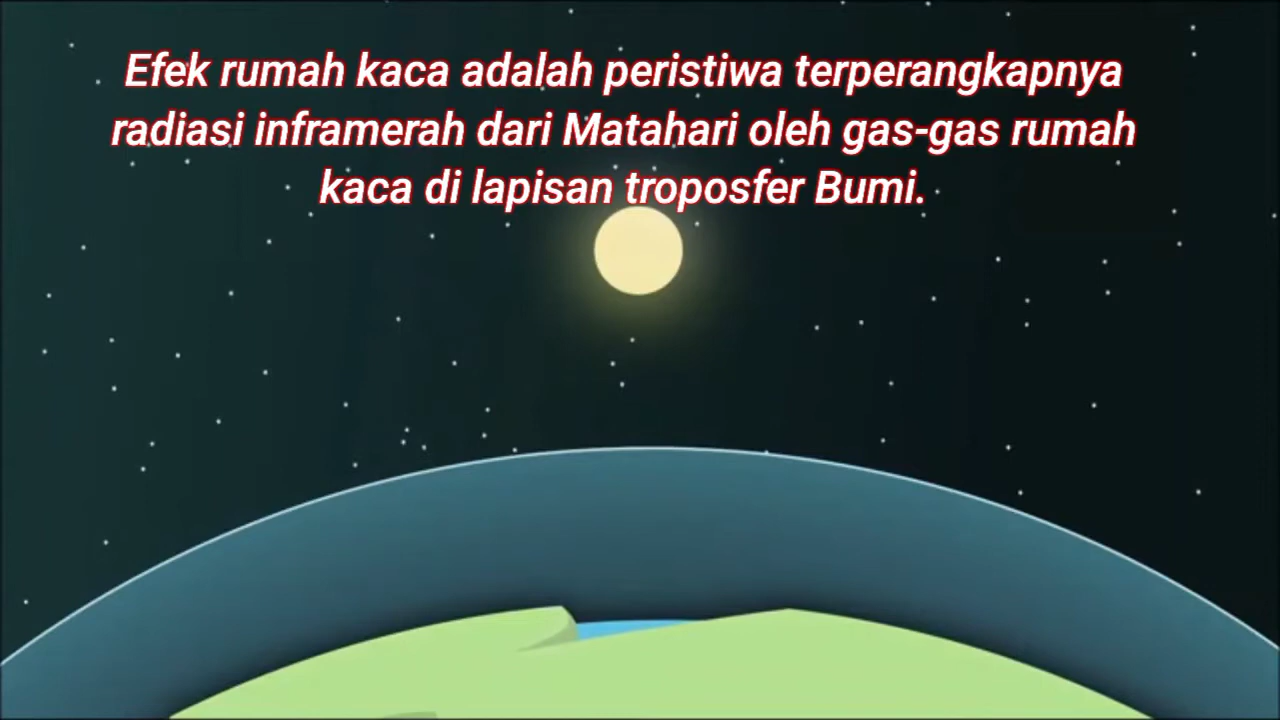 Efek rumah kaca adalah peristiwa terperangkapnya
radiasi inframerah dari Matahari oleh gas-gas rumah
kaca di lapisan troposfer Bumi.